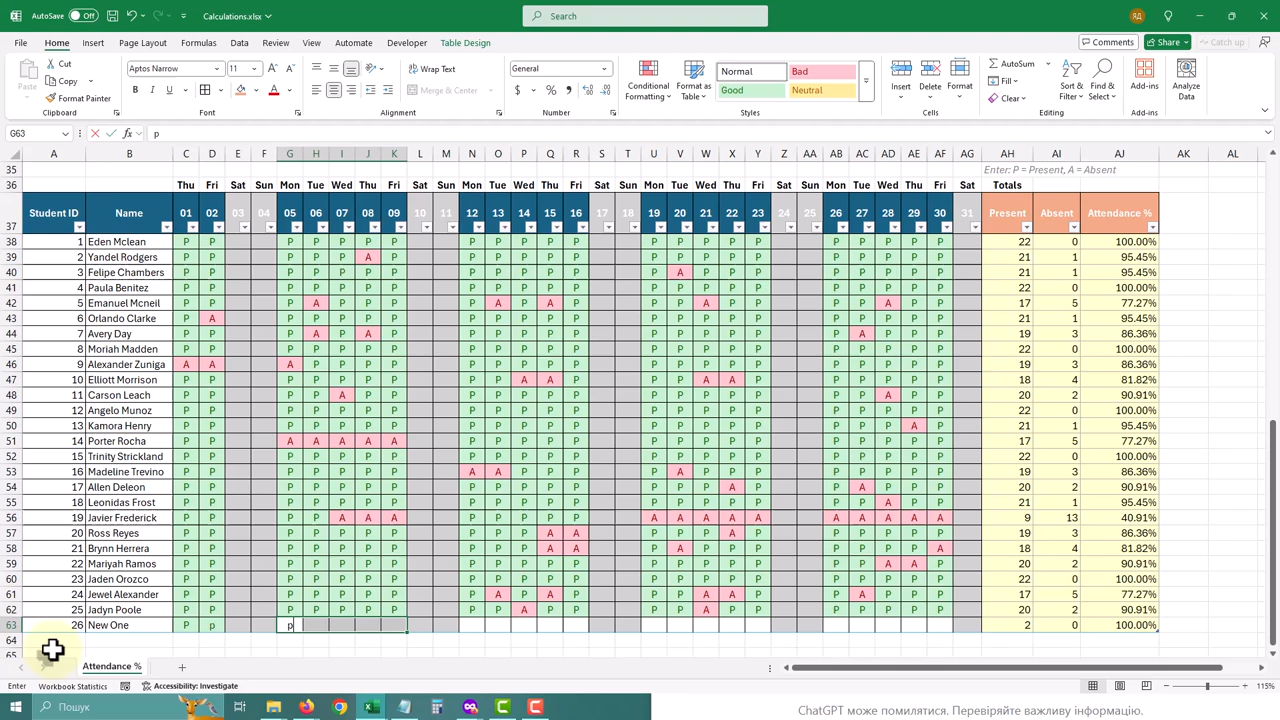 AutoSave Off Calculations.xlsx Search RД
File Home Insert Page Layout Formulas Data Review View Automate Developer Table Design Comments Share Catch up
Paste Cut Copy Format Painter Aptos Narrow 11 Wrap Text Merge & Center General Conditional Formatting Format as Table Normal Bad Good Neutral Insert Delete Format AutoSum Fill Clear Sort & Filter Find & Select Add-ins Analyze Data
Clipboard Font Alignment Number Styles Cells Editing Add-ins
G63 fx p
A B C D E F G H I J K L M N O P Q R S T U V W X Y Z AA AB AC AD AE AF AG AH AI AJ AK AL
35 Enter: P = Present, A = Absent
36 Thu Fri Sat Sun Mon Tue Wed Thu Fri Sat Sun Mon Tue Wed Thu Fri Sat Sun Mon Tue Wed Thu Fri Sat Sun Mon Tue Wed Thu Fri Sat Totals
37 Student ID Name 01 02 03 04 05 06 07 08 09 10 11 12 13 14 15 16 17 18 19 20 21 22 23 24 25 26 27 28 29 30 31 Present Absent Attendance %
38 1 Eden Mclean P P P P P P P P P P P P P P P P P P P P P P 22 0 100.00%
39 2 Yandel Rodgers P P P P P A P P P P P P P P P P P P P P P P 21 1 95.45%
40 3 Felipe Chambers P P P P P P P P P P P P P A P P P P P P P P 21 1 95.45%
41 4 Paula Benitez P P P P P P P P P P P P P P P P P P P P P P 22 0 100.00%
42 5 Emanuel Mcneil P P P A P P P P A P A P P P A P P P P A P P 17 5 77.27%
43 6 Orlando Clarke P A P P P P P P P P P P P P P P P P P P P P 21 1 95.45%
44 7 Avery Day P P P A P A P P P P P P P P P P P P A P P P 19 3 86.36%
45 8 Moriah Madden P P P P P P P P P P P P P P P P P P P P P P 22 0 100.00%
46 9 Alexander Zuniga A A A P P P P P P P P P P P P P P P P P P P 19 3 86.36%
47 10 Elliott Morrison P P P P P P P P P A A P P P A A P P P P P P 18 4 81.82%
48 11 Carson Leach P P P P A P P P P P P P P P P P P P P A P P 20 2 90.91%
49 12 Angelo Munoz P P P P P P P P P P P P P P P P P P P P P P 22 0 100.00%
50 13 Kamora Henry P P P P P P P P P P P P P P P P P P P P A P 21 1 95.45%
51 14 Porter Rocha P P A A A A A P P P P P P P P P P P P P P P 17 5 77.27%
52 15 Trinity Strickland P P P P P P P P P P P P P P P P P P P P P P 22 0 100.00%
53 16 Madeline Trevino P P P P P P P A A P P P P A P P P P P P P P 19 3 86.36%
54 17 Allen Deleon P P P P P P P P P P P P P P P A P P A P P P 20 2 90.91%
55 18 Leonidas Frost P P P P P P P P P P P P P P P P P P P A P P 21 1 95.45%
56 19 Javier Frederick P P P P A A A P P P P P A A A A A A A A A A 9 13 40.91%
57 20 Ross Reyes P P P P P P P P P P A A P P P A P P P P P P 19 3 86.36%
58 21 Brynn Herrera P P P P P P P P P P A A P A P P P P P P P A 18 4 81.82%
59 22 Mariyah Ramos P P P P P P P P P P P P P P P P P P P A A P 20 2 90.91%
60 23 Jaden Orozco P P P P P P P P P P P P P P P P P P P P P P 22 0 100.00%
61 24 Jewel Alexander P P P P P P P P A P A P P P A A P P A P P P 17 5 77.27%
62 25 Jadyn Poole P P P P P P P P P A P P P P A P P P P P P P 20 2 90.91%
63 26 New One P p p 2 0 100.00%
64
65
Attendance %
Enter Workbook Statistics Accessibility: Investigate 115%
Пошук ChatGPT може помилятися. Перевіряйте важливу інформацію.